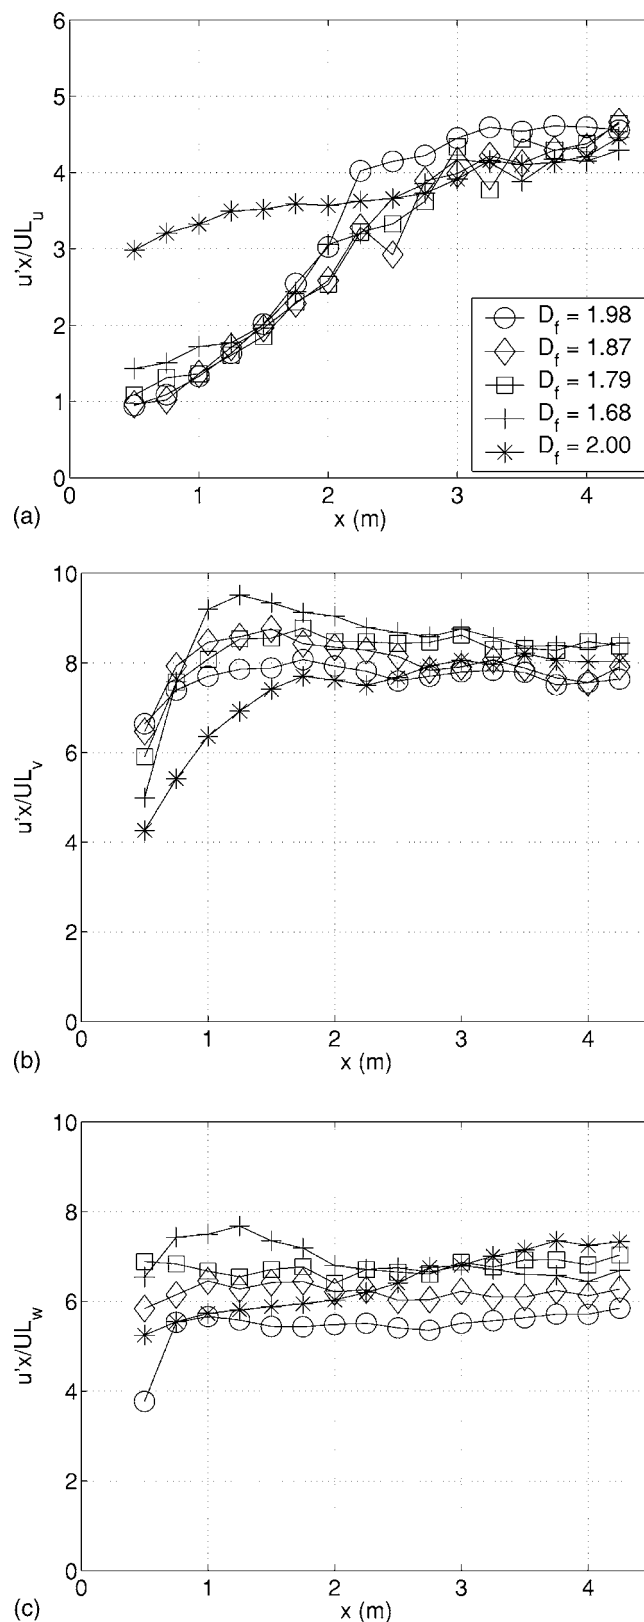 6
5
4
3
2
1
0
u'x/UL_u
D_f = 1.98
D_f = 1.87
D_f = 1.79
D_f = 1.68
D_f = 2.00
0 1 2 3 4
(a) x (m)
10
8
6
4
2
0
u'x/UL_v
0 1 2 3 4
(b) x (m)
10
8
6
4
2
0
u'x/UL_w
0 1 2 3 4
(c) x (m)